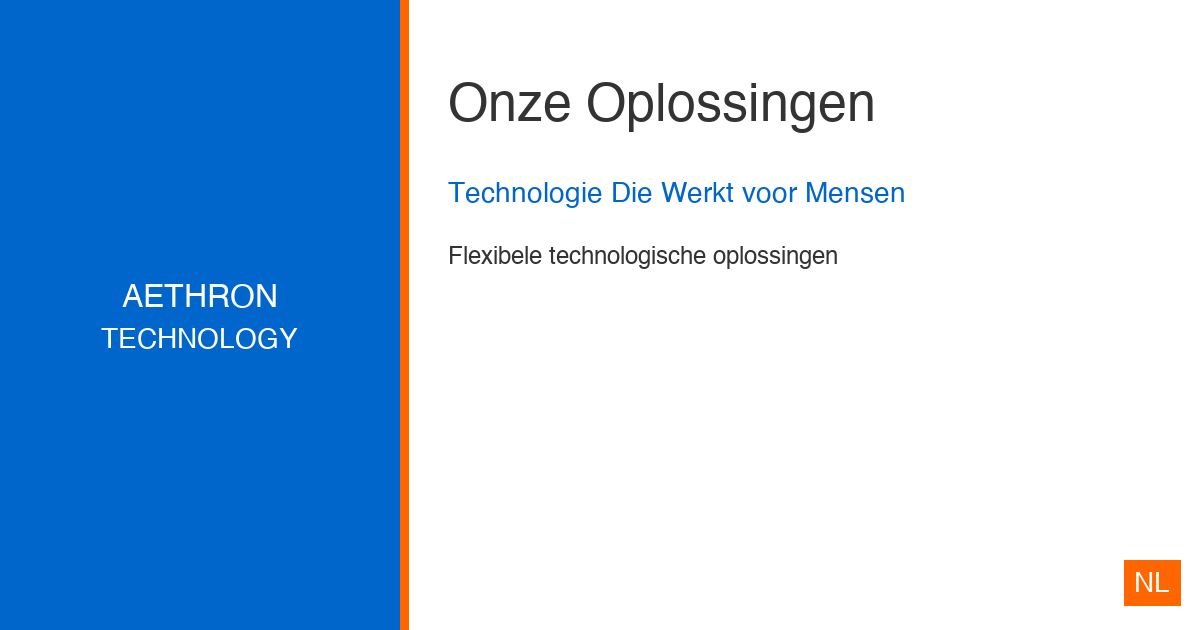 AETHRON
TECHNOLOGY
Onze Oplossingen
Technologie Die Werkt voor Mensen
Flexibele technologische oplossingen
NL